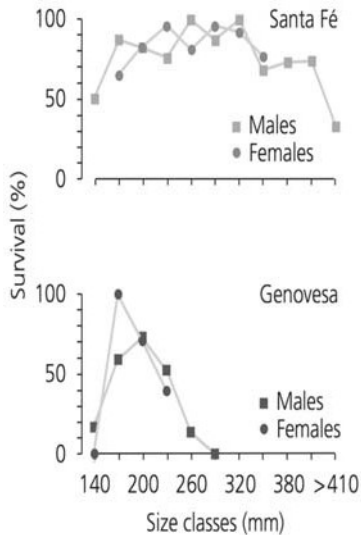 Santa Fé
100
50
0
Males
Females
Survival (%)
Genovesa
100
50
0
Males
Females
140 200 260 320 380 >410
Size classes (mm)